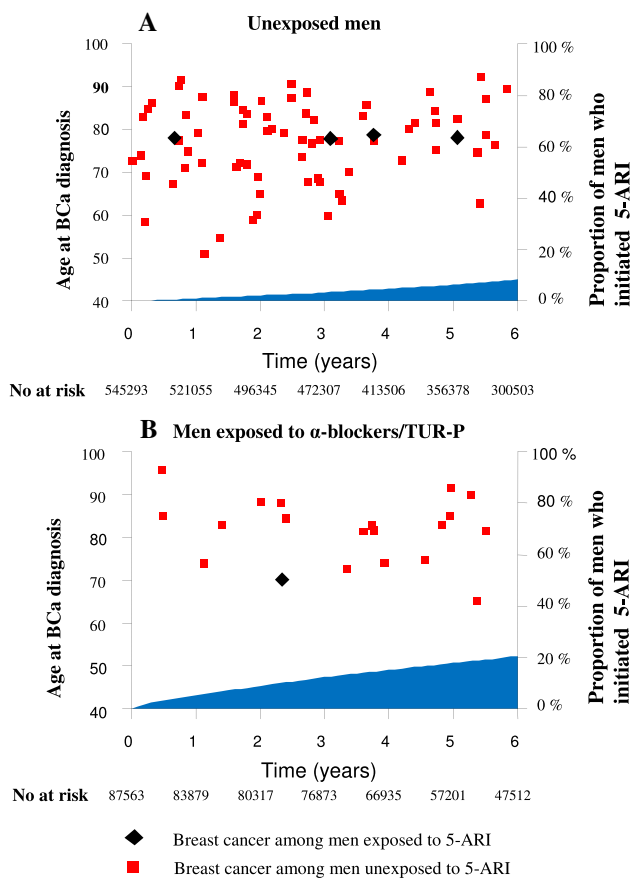 A Unexposed men
Age at BCa diagnosis
100
90
80
70
60
50
40
100 %
80 %
60 %
40 %
20 %
0 %
Proportion of men who
initiated 5-ARI
0 1 2 3 4 5 6
Time (years)
No at risk 545293 521055 496345 472307 413506 356378 300503
B Men exposed to α-blockers/TUR-P
Age at BCa diagnosis
100
90
80
70
60
50
40
100 %
80 %
60 %
40 %
20 %
0 %
Proportion of men who
initiated 5-ARI
0 1 2 3 4 5 6
Time (years)
No at risk 87563 83879 80317 76873 66935 57201 47512
Breast cancer among men exposed to 5-ARI
Breast cancer among men unexposed to 5-ARI